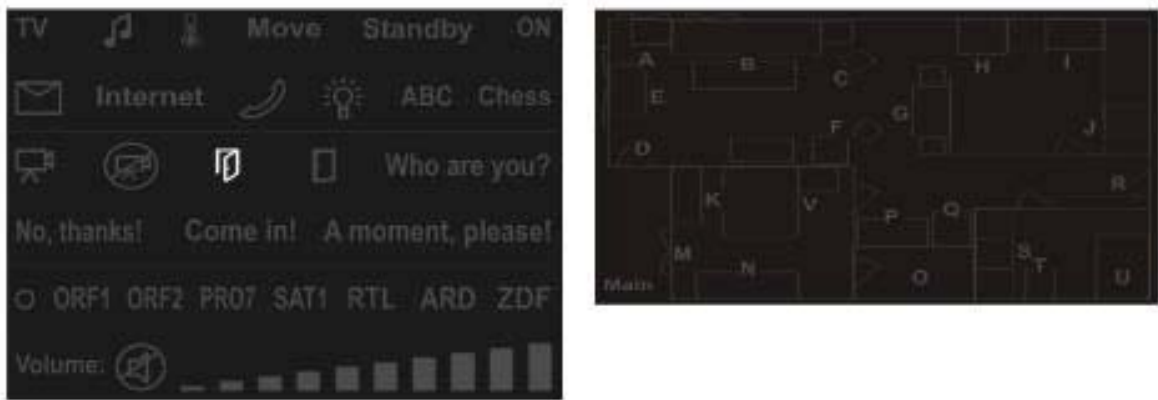 TV Move Standby ON
Internet ABC Chess
Who are you?
No, thanks! Come in! A moment, please!
ORF1 ORF2 PRO7 SAT1 RTL ARD ZDF
Volume:
A B C H I
E G F J
D
K V P Q R
M N O S T U
Main